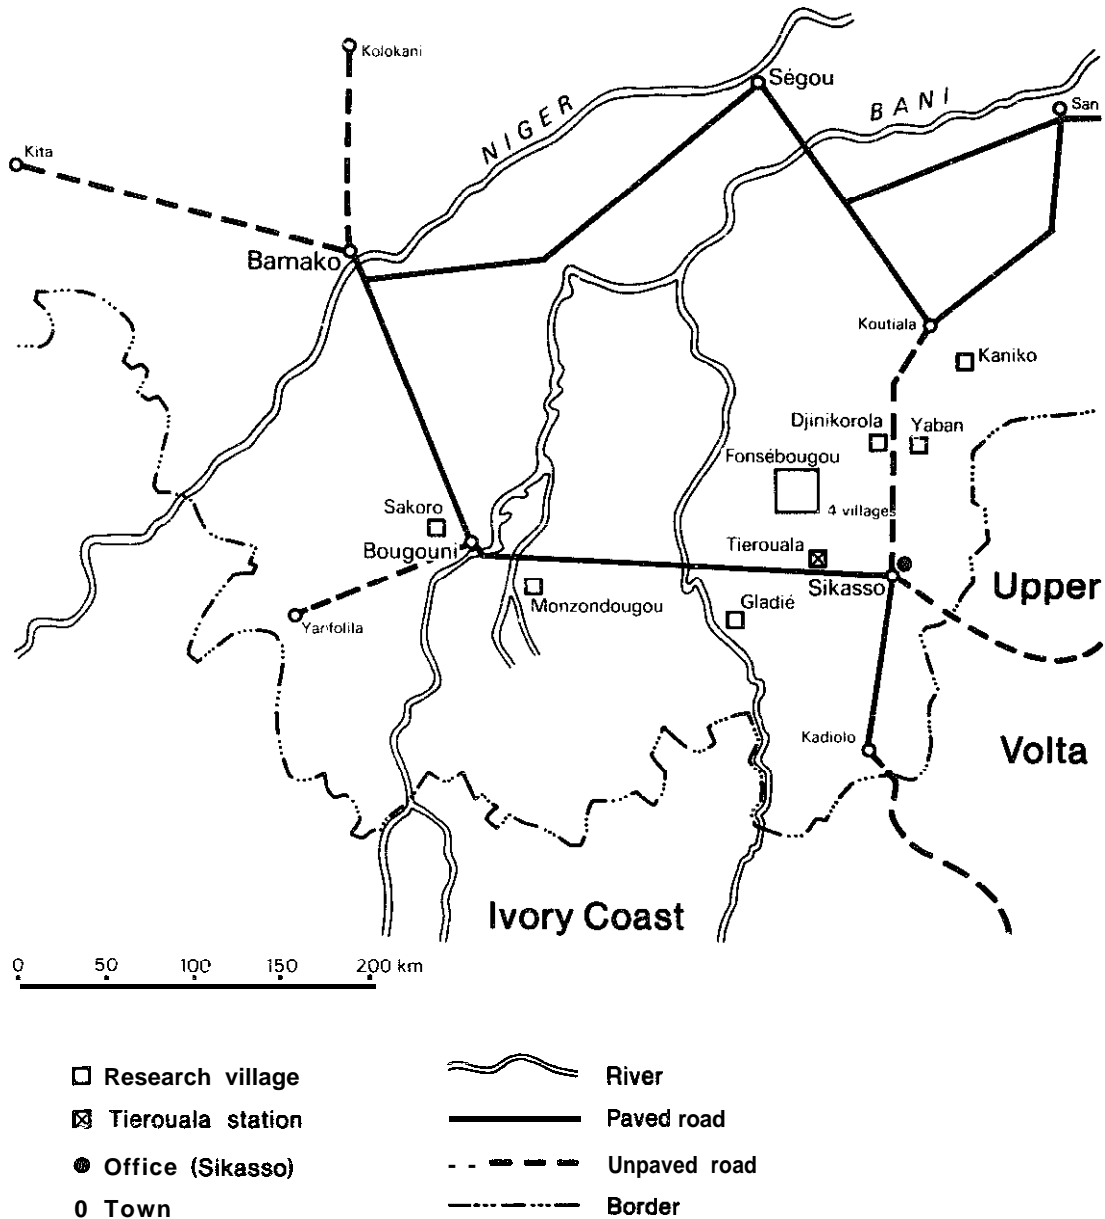 Kolokani
Ségou
NIGER
BANI
San
Kita
Bamako
Koutiala
Kaniko
Djinikorola
Yaban
Fonsébougou
4 villages
Sakoro
Tierouala
Bougouni
Sikasso
Upper
Monzondougou
Gladié
Yanfolila
Kadiolo
Volta
Ivory Coast
0 50 100 150 200 km
Research village
River
Tierouala station
Paved road
Office (Sikasso)
Unpaved road
0 Town
Border